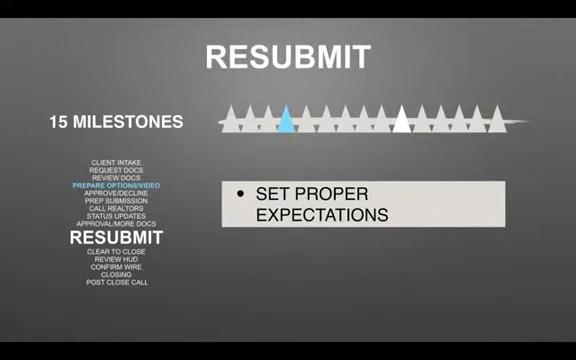 RESUBMIT
15 MILESTONES
CLIENT INTAKE
REQUEST DOCS
REVIEW DOCS
PREPARE OPTIONS/VIDEO
APPROVE/DECLINE
PREP SUBMISSION
CALL REALTORS
STATUS UPDATES
APPROVAL/MORE DOCS
RESUBMIT
CLEAR TO CLOSE
REVIEW HUD
CONFIRM WIRE
CLOSING
POST CLOSE CALL
• SET PROPER
EXPECTATIONS